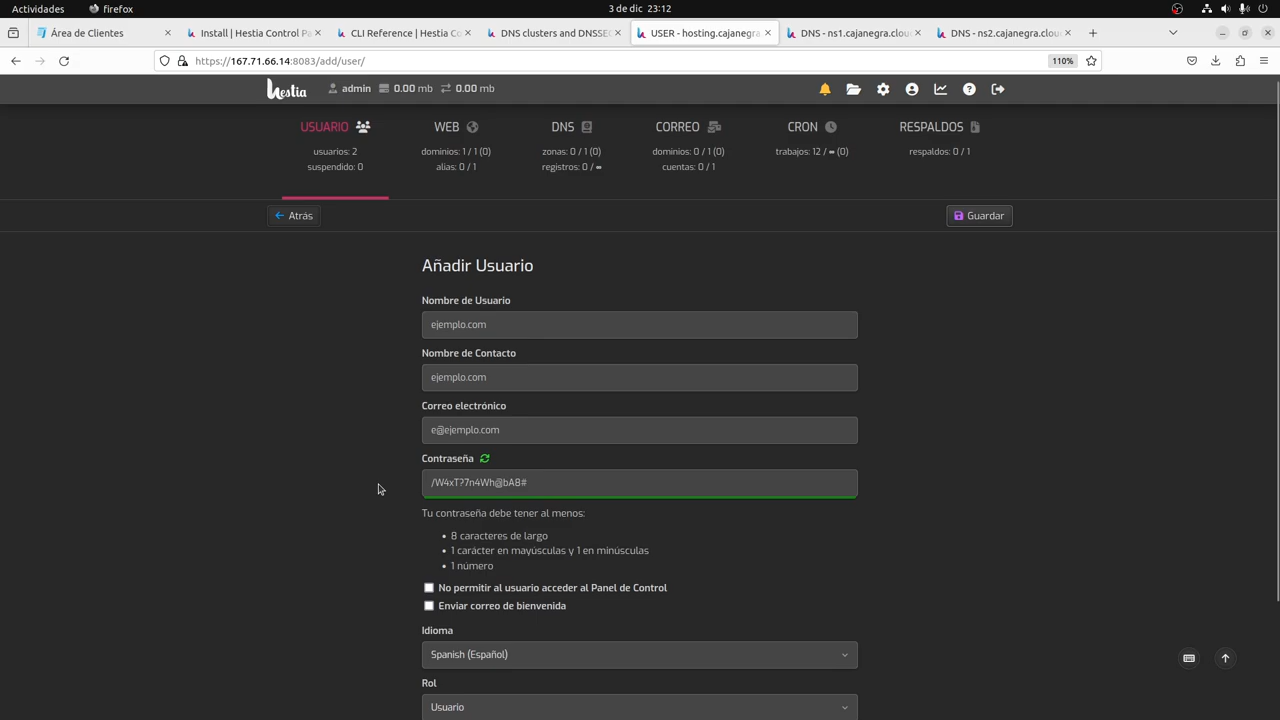 Actividades
firefox
3 de dic 23:12
Área de Clientes
Install | Hestia Control Pa
CLI Reference | Hestia Co
DNS clusters and DNSSEC
USER - hosting.cajanegra.
DNS - ns1.cajanegra.clou
DNS - ns2.cajanegra.clou
https://167.71.66.14:8083/add/user/
110%
hestia
admin
0.00 mb
0.00 mb
USUARIO
WEB
DNS
CORREO
CRON
RESPALDOS
usuarios: 2
dominios: 1 / 1 (0)
zonas: 0 / 1 (0)
dominios: 0 / 1 (0)
trabajos: 12 / ∞ (0)
respaldos: 0 / 1
suspendido: 0
alias: 0 / 1
registros: 0 / ∞
cuentas: 0 / 1
Atrás
Guardar
Añadir Usuario
Nombre de Usuario
ejemplo.com
Nombre de Contacto
ejemplo.com
Correo electrónico
e@ejemplo.com
Contraseña
/W4xT?7n4Wh@bA8#
Tu contraseña debe tener al menos:
• 8 caracteres de largo
• 1 carácter en mayúsculas y 1 en minúsculas
• 1 número
No permitir al usuario acceder al Panel de Control
Enviar correo de bienvenida
Idioma
Spanish (Español)
Rol
Usuario